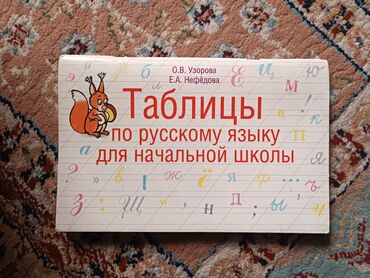 О.В. Узорова
Е.А. Нефёдова
Таблицы
по русскому языку
для начальной школы